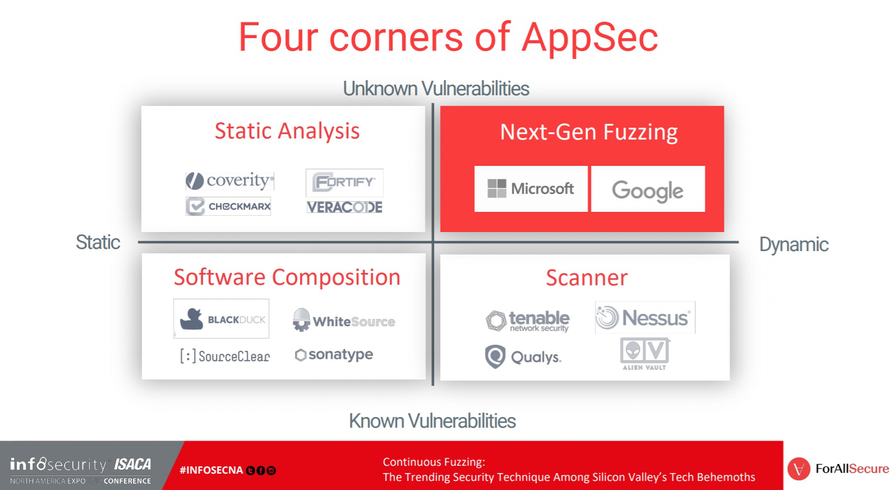 Four corners of AppSec
Unknown Vulnerabilities
Static Analysis
coverity®
FORTIFY
CHECKMARX
VERACODE
Next-Gen Fuzzing
Microsoft
Google
Static
Dynamic
Software Composition
BLACKDUCK
WhiteSource
[:]SourceClear
sonatype
Scanner
tenable
network security
Nessus®
Qualys.
AV
ALIEN VAULT
Known Vulnerabilities
infosecurity ISACA
NORTH AMERICA EXPO CONFERENCE
#INFOSECNA
Continuous Fuzzing:
The Trending Security Technique Among Silicon Valley's Tech Behemoths
ForAllSecure